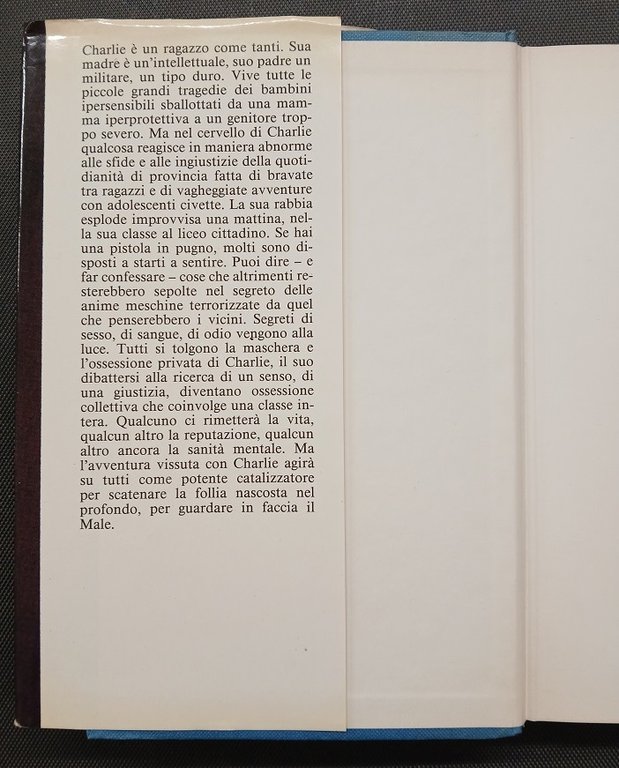 Charlie è un ragazzo come tanti. Sua
madre è un'intellettuale, suo padre un
militare, un tipo duro. Vive tutte le
piccole grandi tragedie dei bambini
ipersensibili sballottati da una mam-
ma iperprotettiva a un genitore trop-
po severo. Ma nel cervello di Charlie
qualcosa reagisce in maniera abnorme
alle sfide e alle ingiustizie della quoti-
dianità di provincia fatta di bravate
tra ragazzi e di vagheggiate avventure
con adolescenti civette. La sua rabbia
esplode improvvisa una mattina, nel-
la sua classe al liceo cittadino. Se hai
una pistola in pugno, molti sono di-
sposti a starti a sentire. Puoi dire – e
far confessare – cose che altrimenti re-
sterebbero sepolte nel segreto delle
anime meschine terrorizzate da quel
che penserebbero i vicini. Segreti di
sesso, di sangue, di odio vengono alla
luce. Tutti si tolgono la maschera e
l'ossessione privata di Charlie, il suo
dibattersi alla ricerca di un senso, di
una giustizia, diventano ossessione
collettiva che coinvolge una classe in-
tera. Qualcuno ci rimetterà la vita,
qualcun altro la reputazione, qualcun
altro ancora la sanità mentale. Ma
l'avventura vissuta con Charlie agirà
su tutti come potente catalizzatore
per scatenare la follia nascosta nel
profondo, per guardare in faccia il
Male.